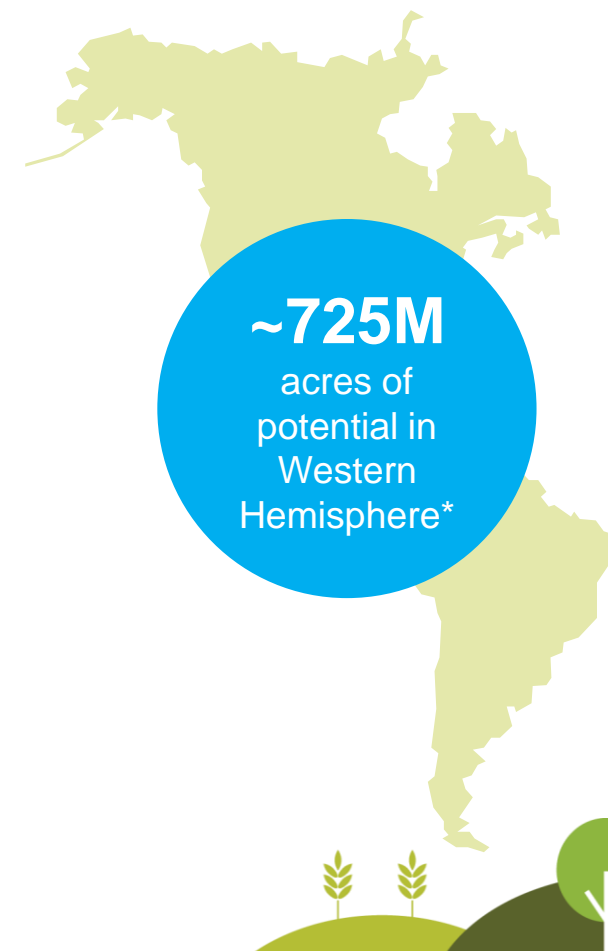 ~725M
acres of
potential in
Western
Hemisphere*